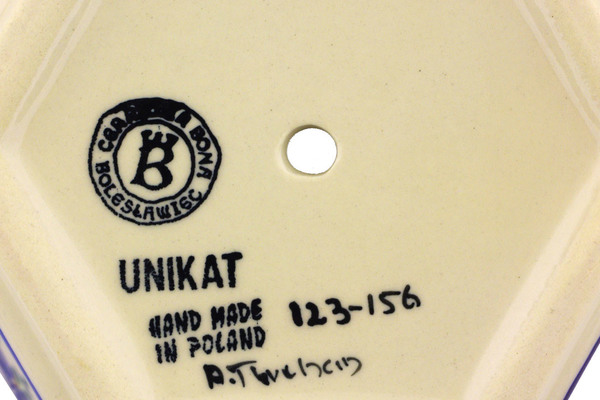 BONA
BOLESŁAWIEC
B
UNIKAT
HAND MADE
IN POLAND
123-156